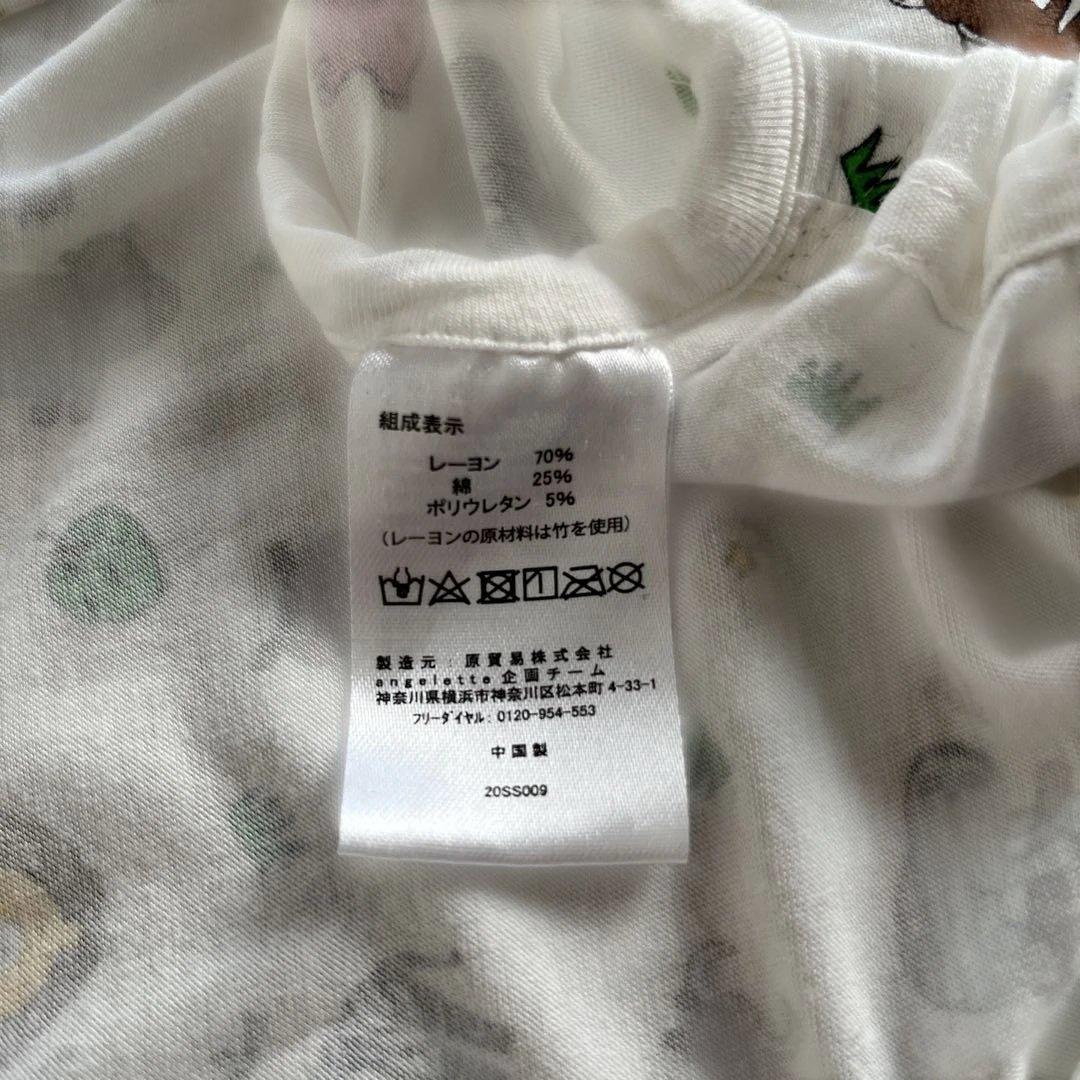 組成表示
レーヨン 70%
綿 25%
ポリウレタン 5%
(レーヨンの原材料は竹を使用)
製造元:原貿易株式会社
angelette 企画チーム
神奈川県横浜市神奈川区松本町 4-33-1
フリーダイヤル: 0120-954-553
中国製
20SS009